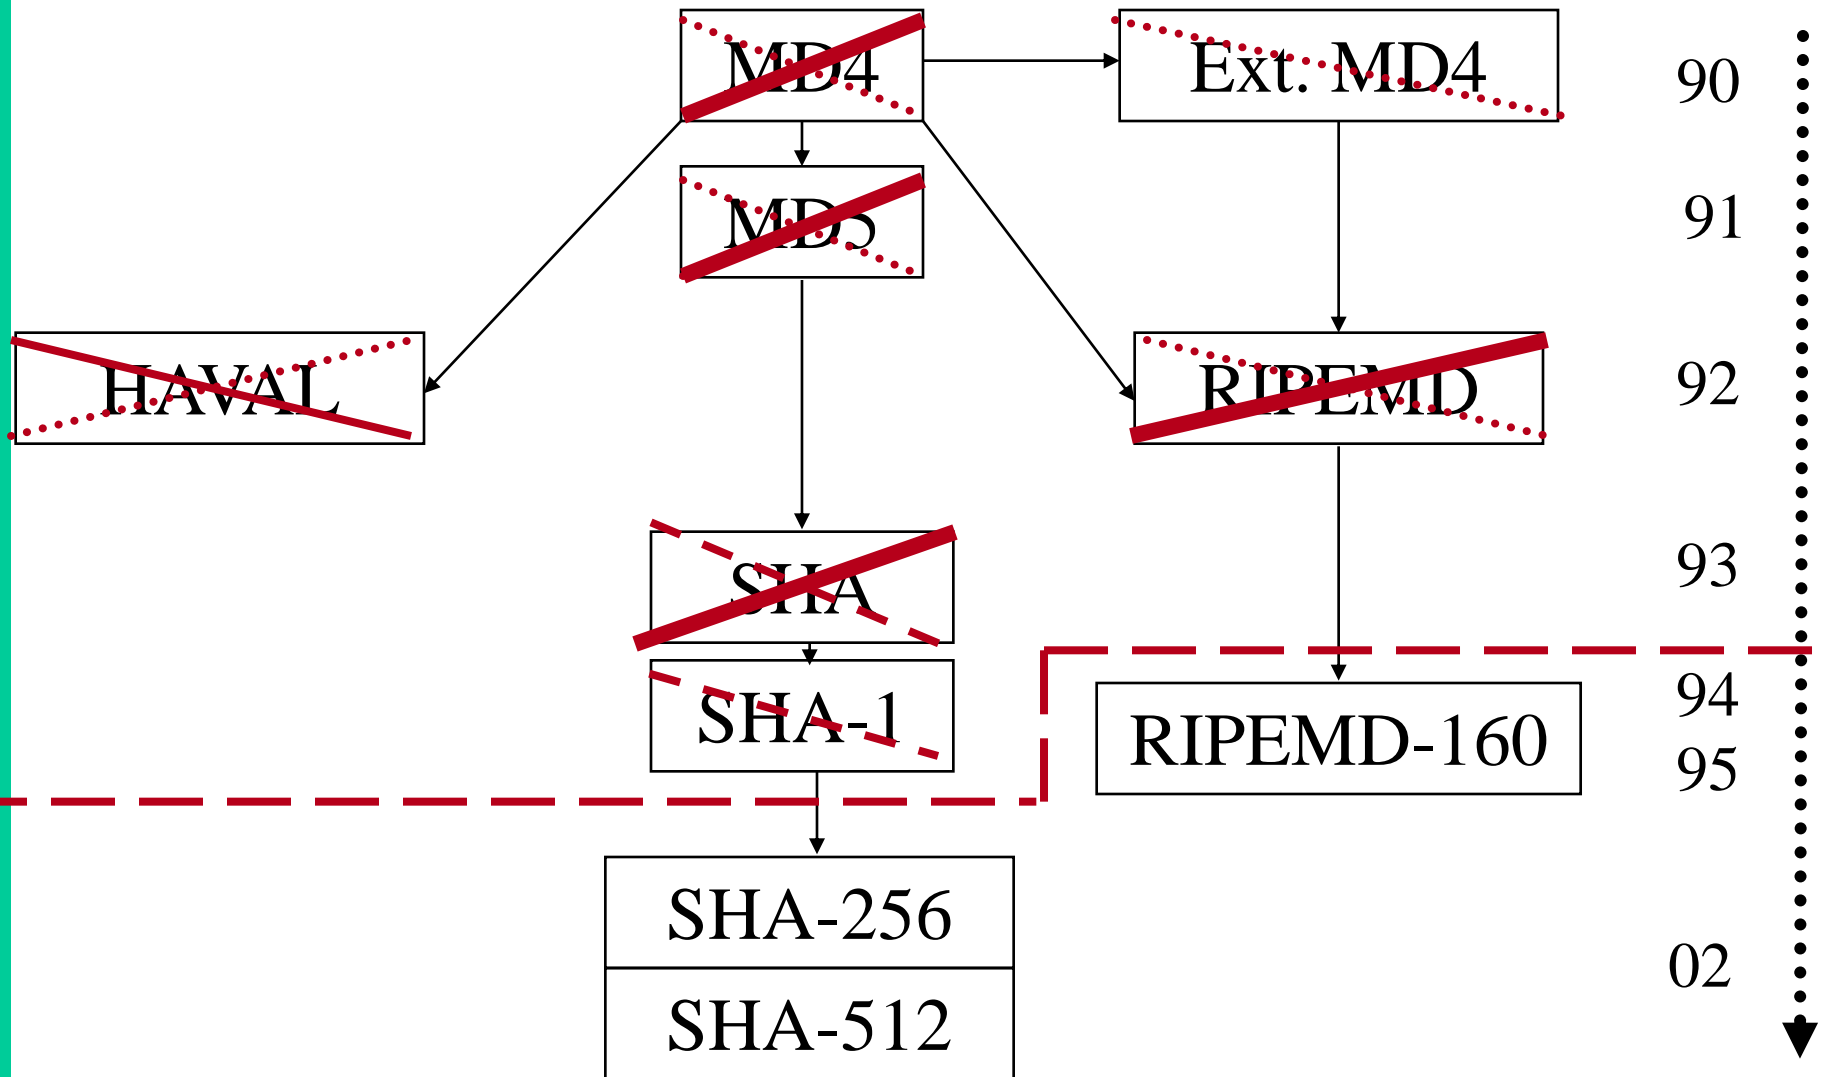 MD4 Ext. MD4 90
MD5 91
HAVAL RIPEMD 92
SHA 93
SHA-1 RIPEMD-160 94
95
SHA-256
02
SHA-512